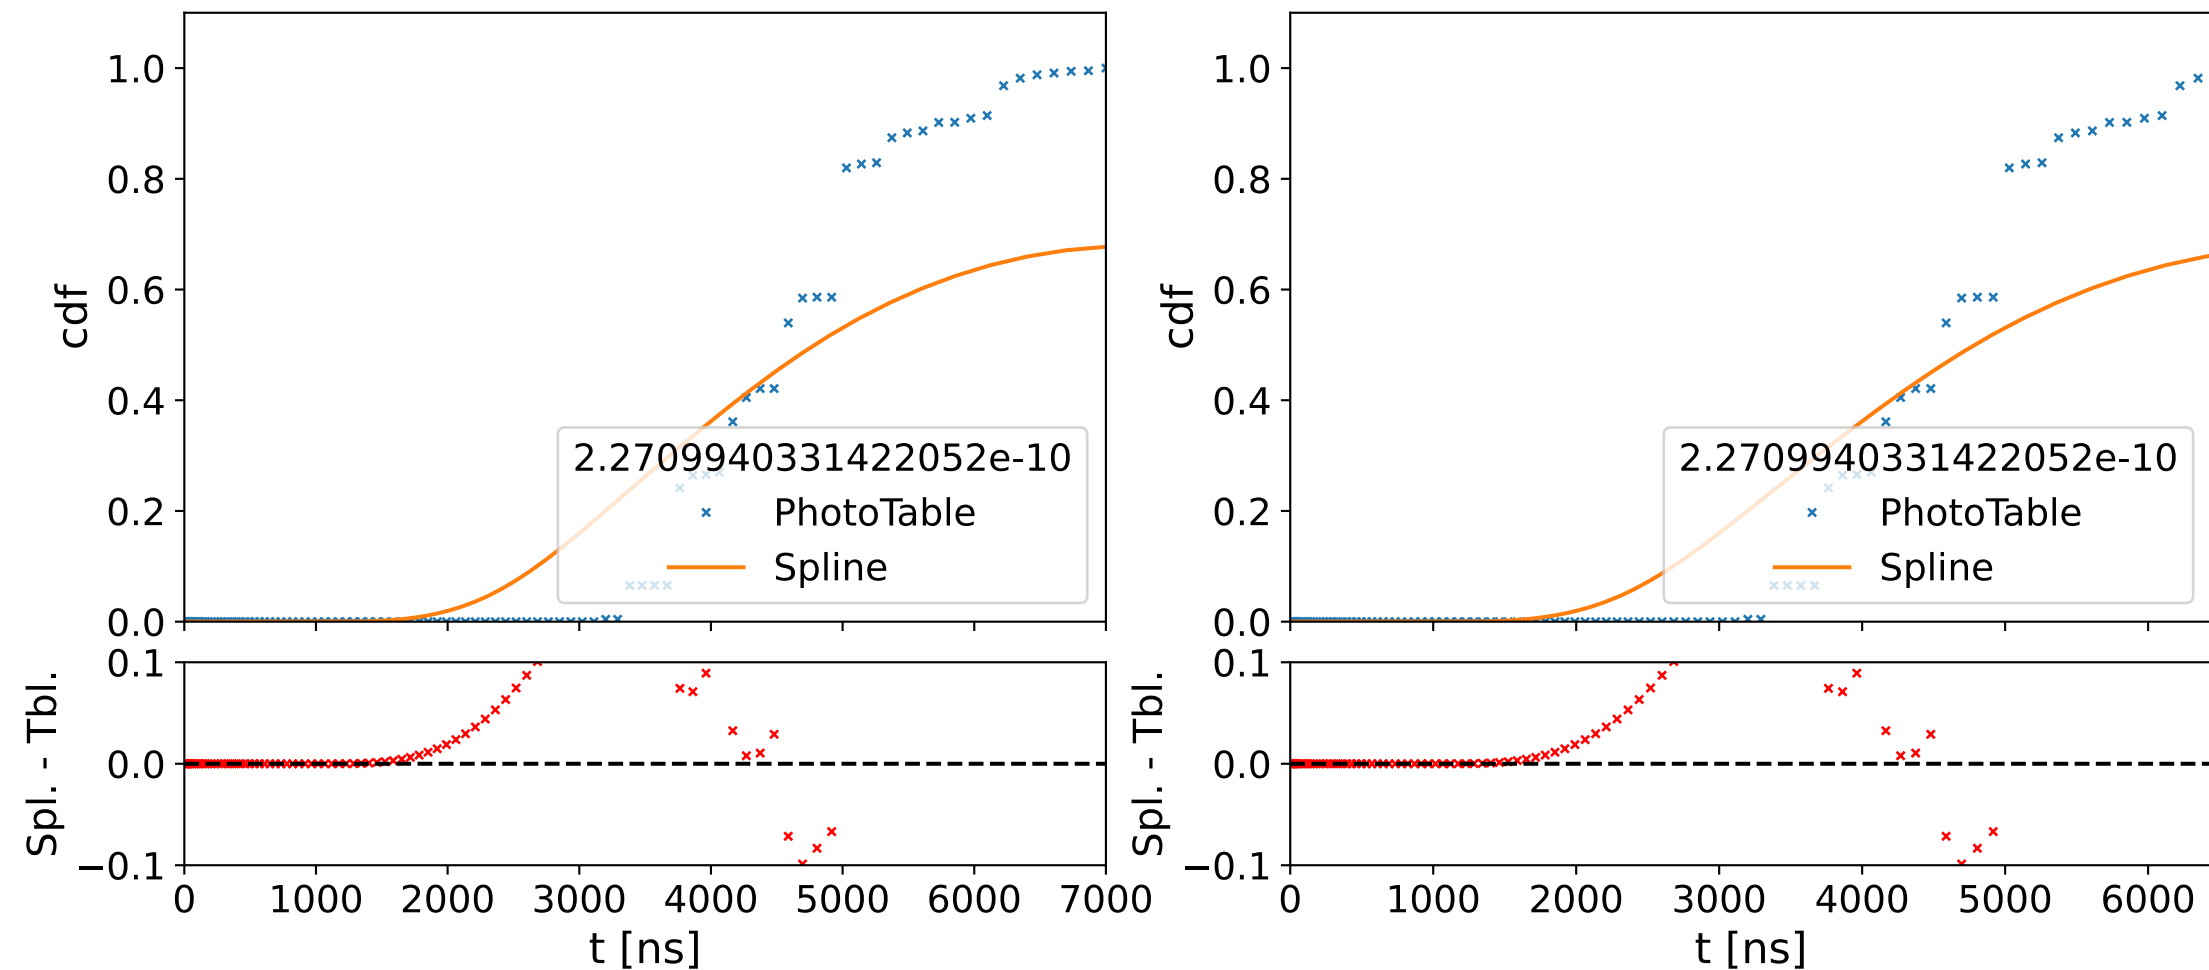 cdf
1.0
0.8
0.6
0.4
0.2
0.0
2.2709940331422052e-10
PhotoTable
Spline
Spl. - Tbl.
0.1
0.0
−0.1
0 1000 2000 3000 4000 5000 6000 7000
t [ns]
cdf
1.0
0.8
0.6
0.4
0.2
0.0
2.2709940331422052e-10
PhotoTable
Spline
Spl. - Tbl.
0.1
0.0
−0.1
0 1000 2000 3000 4000 5000 6000
t [ns]